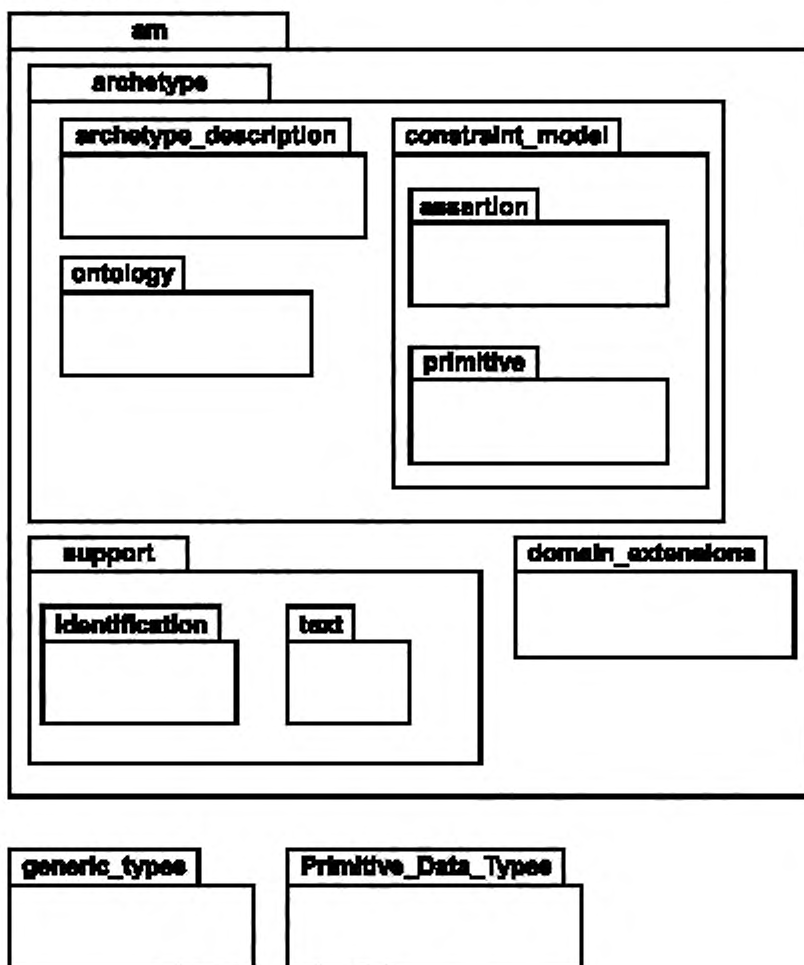 am
archetype
archetype_description
constraint_model
assertion
ontology
primitive
support
domain_extensions
identification
text
generic_types
Primitive_Data_Types